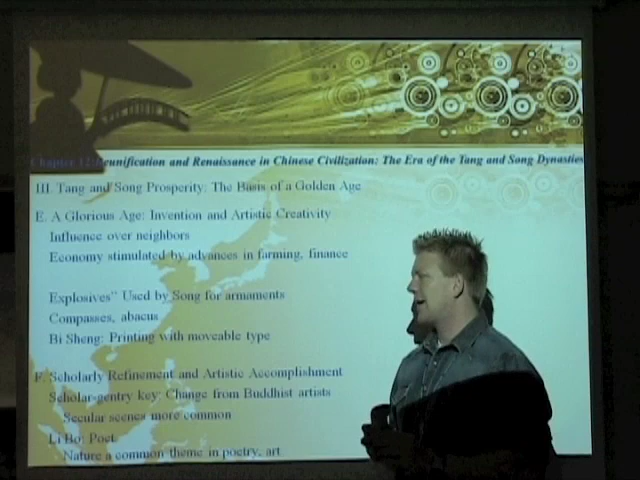 Chapter 12:Reunification and Renaissance in Chinese Civilization: The Era of the Tang and Song Dynasties
III. Tang and Song Prosperity: The Basis of a Golden Age
E. A Glorious Age: Invention and Artistic Creativity
Influence over neighbors
Economy stimulated by advances in farming, finance
Explosives” Used by Song for armaments
Compasses, abacus
Bi Sheng: Printing with moveable type
F. Scholarly Refinement and Artistic Accomplishment
Scholar-gentry key: Change from Buddhist artists
Secular scenes more common
Li Bo: Poet
Nature a common theme in poetry, art